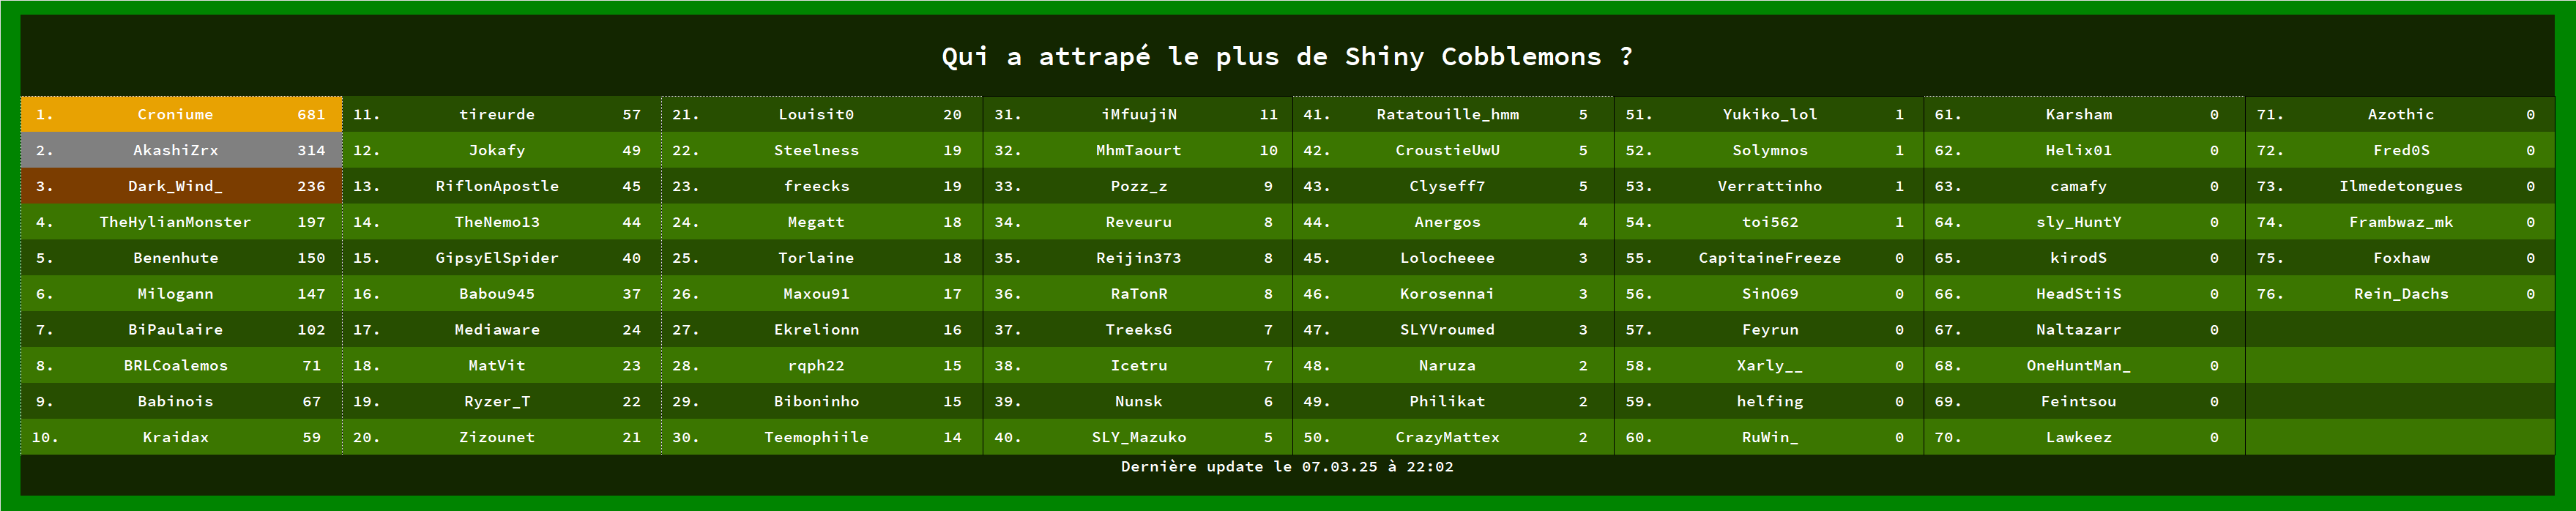 Qui a attrapé le plus de Shiny Cobblemons ?
1. Croniume 681
2. AkashiZrx 314
3. Dark_Wind_ 236
4. TheHylianMonster 197
5. Benenhute 150
6. Milogann 147
7. BiPaulaire 102
8. BRLCoalemos 71
9. Babinois 67
10. Kraidax 59
11. tireurde 57
12. Jokafy 49
13. RiflonApostle 45
14. TheNemo13 44
15. GipsyElSpider 40
16. Babou945 37
17. Mediaware 24
18. MatVit 23
19. Ryzer_T 22
20. Zizounet 21
21. Louisit0 20
22. Steelness 19
23. freecks 19
24. Megatt 18
25. Torlaine 18
26. Maxou91 17
27. Ekrelionn 16
28. rqph22 15
29. Biboninho 15
30. Teemophiile 14
31. iMfuujiN 11
32. MhmTaourt 10
33. Pozz_z 9
34. Reveuru 8
35. Reijin373 8
36. RaTonR 8
37. TreeksG 7
38. Icetru 7
39. Nunsk 6
40. SLY_Mazuko 5
41. Ratatouille_hmm 5
42. CroustieUwU 5
43. Clyseff7 5
44. Anergos 4
45. Lolocheeee 3
46. Korosennai 3
47. SLYVroumed 3
48. Naruza 2
49. Philikat 2
50. CrazyMattex 2
51. Yukiko_lol 1
52. Solymnos 1
53. Verrattinho 1
54. toi562 1
55. CapitaineFreeze 0
56. SinO69 0
57. Feyrun 0
58. Xarly__ 0
59. helfing 0
60. RuWin_ 0
61. Karsham 0
62. Helix01 0
63. camafy 0
64. sly_HuntY 0
65. kirodS 0
66. HeadStiiS 0
67. Naltazarr 0
68. OneHuntMan_ 0
69. Feintsou 0
70. Lawkeez 0
71. Azothic 0
72. Fred0S 0
73. Ilmedetongues 0
74. Frambwaz_mk 0
75. Foxhaw 0
76. Rein_Dachs 0
Dernière update le 07.03.25 à 22:02